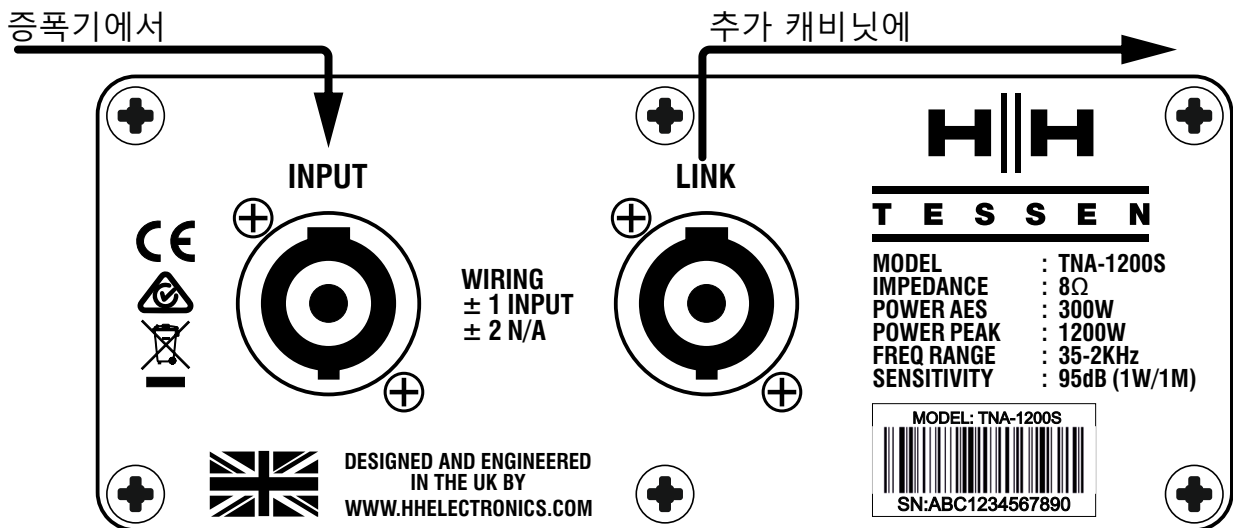 증폭기에서
추가 캐비닛에
INPUT
LINK
H H
TESSEN
CE
WIRING
± 1 INPUT
± 2 N/A
MODEL : TNA-1200S
IMPEDANCE : 8Ω
POWER AES : 300W
POWER PEAK : 1200W
FREQ RANGE : 35-2KHz
SENSITIVITY : 95dB (1W/1M)
MODEL: TNA-1200S
SN:ABC1234567890
DESIGNED AND ENGINEERED
IN THE UK BY
WWW.HHELECTRONICS.COM